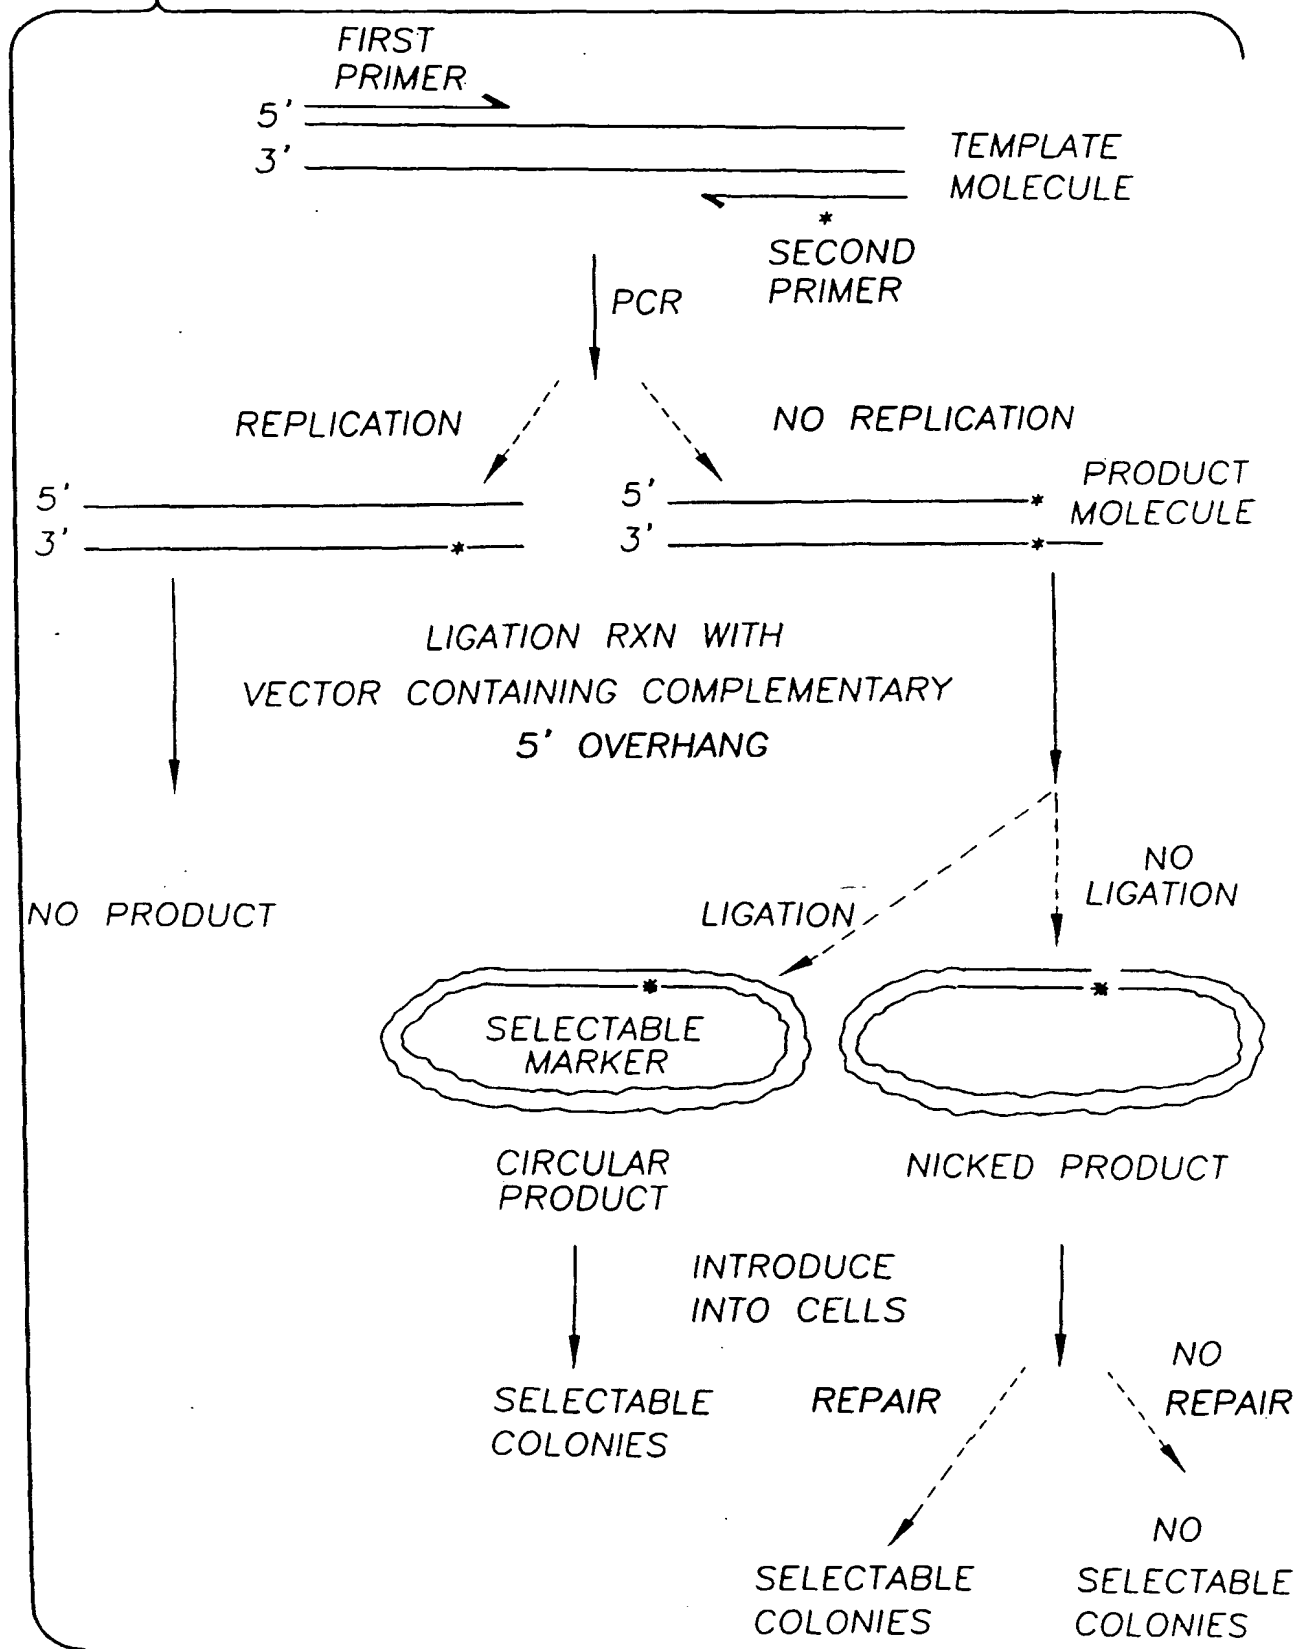 FIRST
PRIMER
5'
3'
TEMPLATE
MOLECULE
*
SECOND
PRIMER
PCR
REPLICATION
NO REPLICATION
5'
3'
*
5'
3'
*
*
PRODUCT
MOLECULE
LIGATION RXN WITH
VECTOR CONTAINING COMPLEMENTARY
5' OVERHANG
NO PRODUCT
LIGATION
NO
LIGATION
*
SELECTABLE
MARKER
*
CIRCULAR
PRODUCT
NICKED PRODUCT
INTRODUCE
INTO CELLS
SELECTABLE
COLONIES
REPAIR
NO
REPAIR
SELECTABLE
COLONIES
NO
SELECTABLE
COLONIES